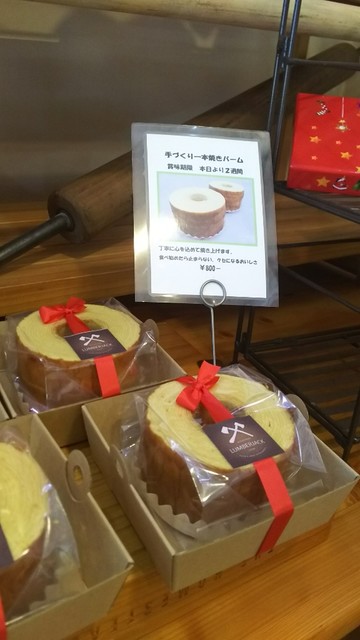 手づくり一本焼きバーム
賞味期限 本日より2週間
丁寧に心を込めて焼き上げます。
食べ始めたら止まらない、クセになるおいしさ
￥800－
LUMBERJACK
LUMBERJACK